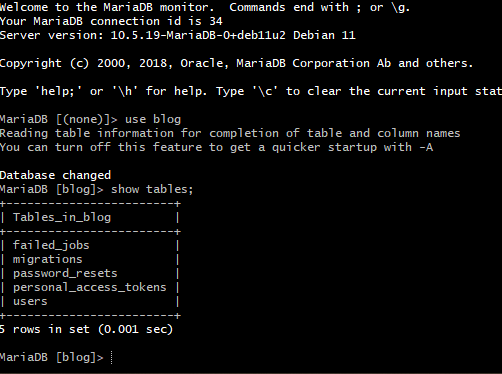 Welcome to the MariaDB monitor.  Commands end with ; or \g.
Your MariaDB connection id is 34
Server version: 10.5.19-MariaDB-0+deb11u2 Debian 11

Copyright (c) 2000, 2018, Oracle, MariaDB Corporation Ab and others.

Type 'help;' or '\h' for help. Type '\c' to clear the current input stat

MariaDB [(none)]> use blog
Reading table information for completion of table and column names
You can turn off this feature to get a quicker startup with -A

Database changed
MariaDB [blog]> show tables;
+------------------------+
| Tables_in_blog         |
+------------------------+
| failed_jobs            |
| migrations             |
| password_resets        |
| personal_access_tokens |
| users                  |
+------------------------+
5 rows in set (0.001 sec)

MariaDB [blog]>